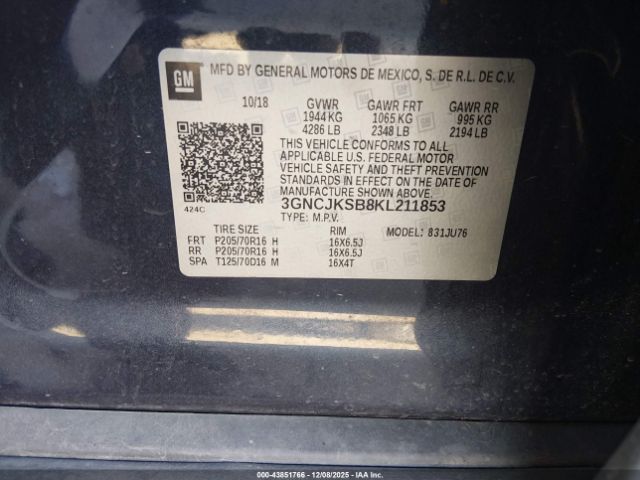 GM
MFD BY GENERAL MOTORS DE MEXICO, S. DE R.L. DE C.V.
10/18 GVWR GAWR FRT GAWR RR
1944 KG 1065 KG 995 KG
4286 LB 2348 LB 2194 LB
THIS VEHICLE CONFORMS TO ALL
APPLICABLE U.S. FEDERAL MOTOR
VEHICLE SAFETY AND THEFT PREVENTION
STANDARDS IN EFFECT ON THE DATE OF
MANUFACTURE SHOWN ABOVE.
424C
3GNCJKSB8KL211853
TYPE: M.P.V.
TIRE SIZE RIM MODEL: 831JU76
FRT P205/70R16 H 16X6.5J
RR P205/70R16 H 16X6.5J
SPA T125/70D16 M 16X4T
000-43851766 - 12/08/2025 - IAA Inc.